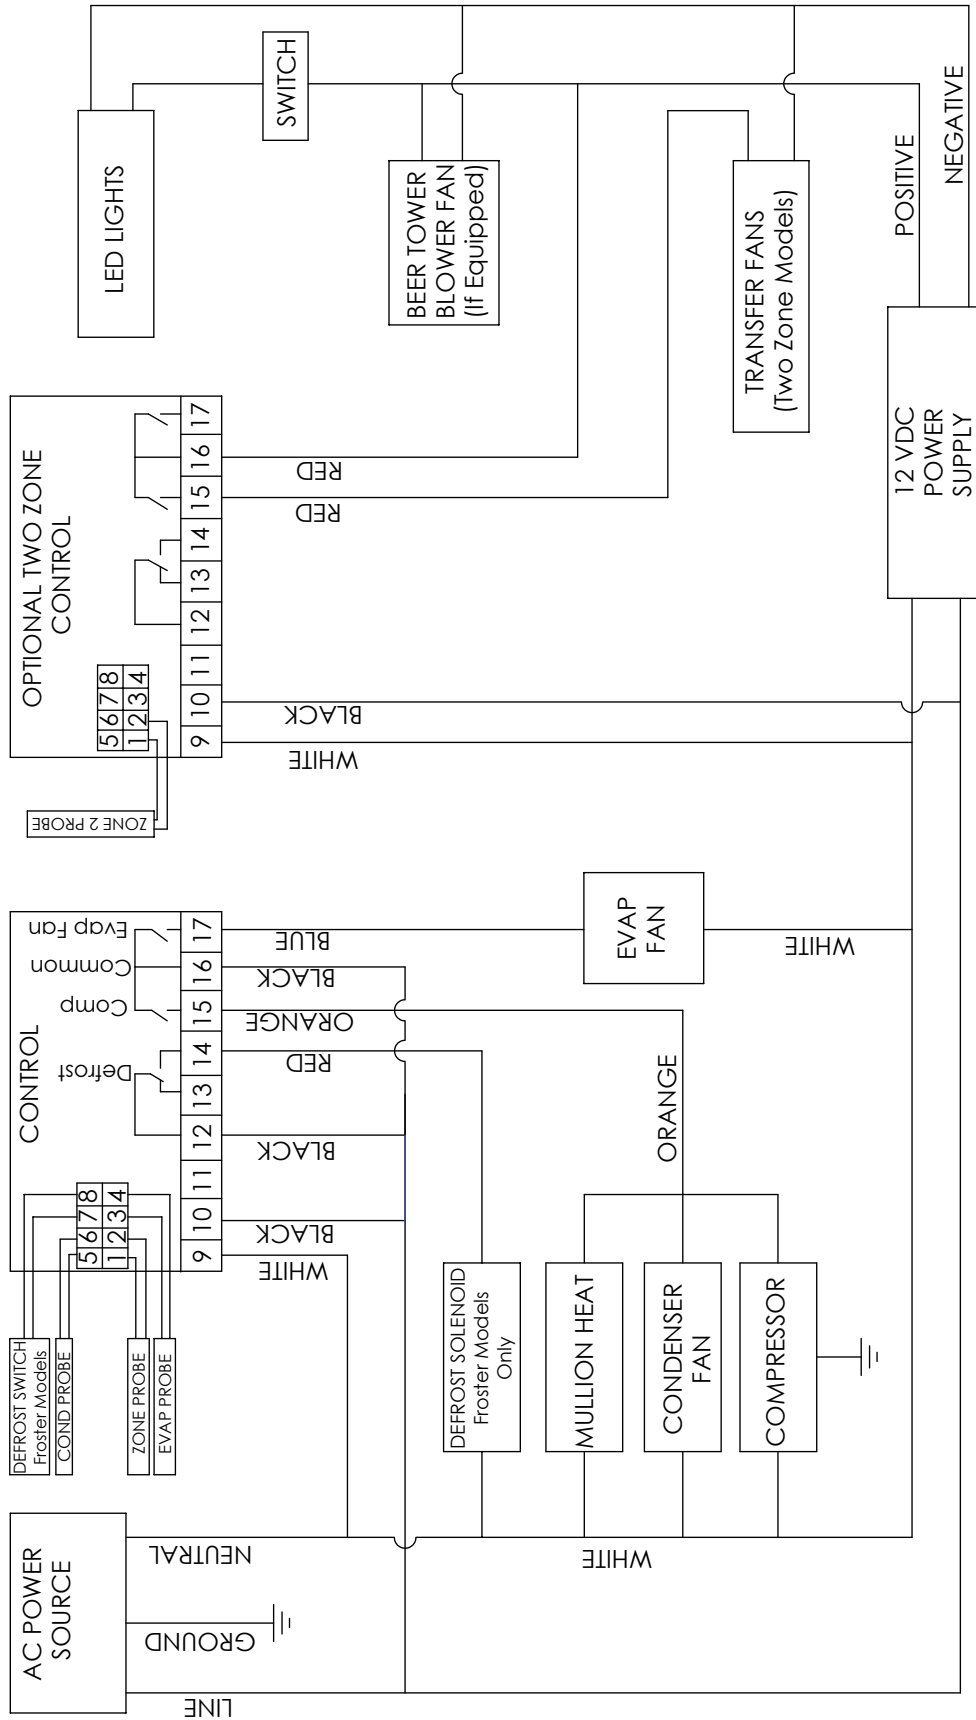 AC POWER
SOURCE
LINE
GROUND
NEUTRAL
DEFROST SWITCH
Froster Models
COND PROBE
ZONE PROBE
EVAP PROBE
CONTROL
5 6 7 8
1 2 3 4
Defrost
Comp
Common
Evap Fan
9 10 11 12 13 14 15 16 17
WHITE
BLACK
BLACK
RED
ORANGE
BLACK
BLUE
ZONE 2 PROBE
OPTIONAL TWO ZONE
CONTROL
5 6 7 8
1 2 3 4
9 10 11 12 13 14 15 16 17
WHITE
BLACK
RED
RED
LED LIGHTS
SWITCH
DEFROST SOLENOID
Froster Models
Only
MULLION HEAT
CONDENSER
FAN
COMPRESSOR
ORANGE
WHITE
EVAP
FAN
WHITE
BEER TOWER
BLOWER FAN
(If Equipped)
TRANSFER FANS
(Two Zone Models)
12 VDC
POWER
SUPPLY
POSITIVE
NEGATIVE